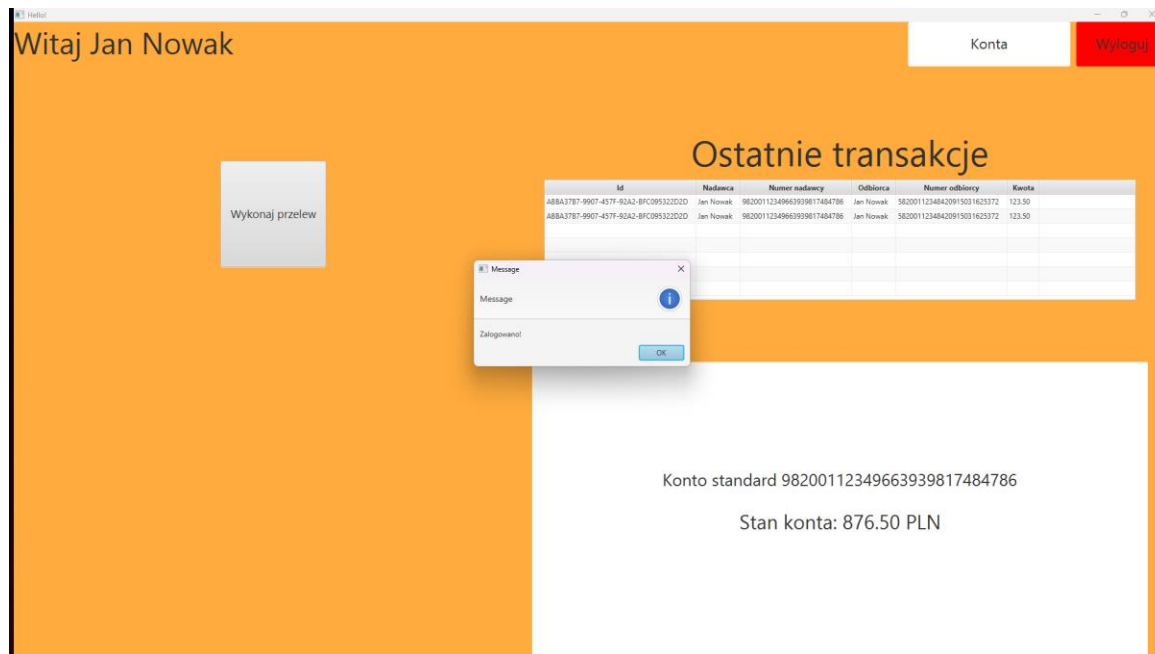 Hello!
Witaj Jan Nowak
Konta
Wyloguj
Ostatnie transakcje
Wykonaj przelew
Id Nadawca Numer nadawcy Odbiorca Numer odbiorcy Kwota
A8BA37B7-9907-457F-92A2-BFC095322D2D Jan Nowak 98200112349663939817484786 Jan Nowak 58200112348420915031625372 123.50
A8BA37B7-9907-457F-92A2-BFC095322D2D Jan Nowak 98200112349663939817484786 Jan Nowak 58200112348420915031625372 123.50
Message
Message
Zalogowano!
OK
Konto standard 98200112349663939817484786
Stan konta: 876.50 PLN